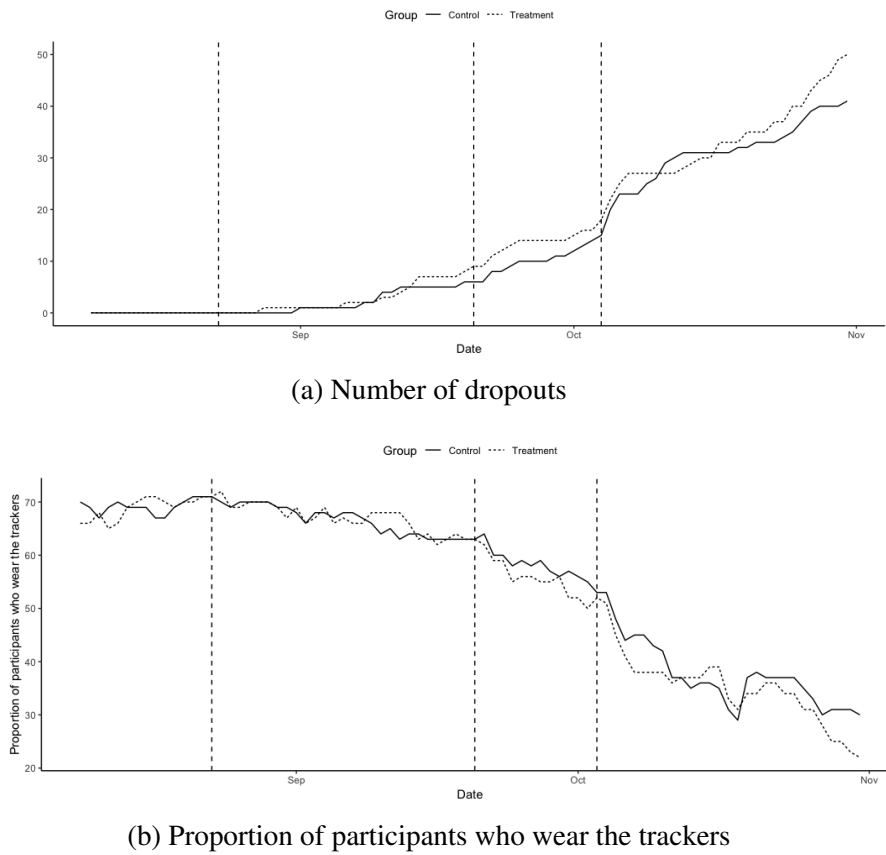 Group Control Treatment
50
40
30
20
10
0
Sep Oct Nov
Date
(a) Number of dropouts
Group Control Treatment
Proportion of participants who wear the trackers
70
60
50
40
30
20
Sep Oct Nov
Date
(b) Proportion of participants who wear the trackers